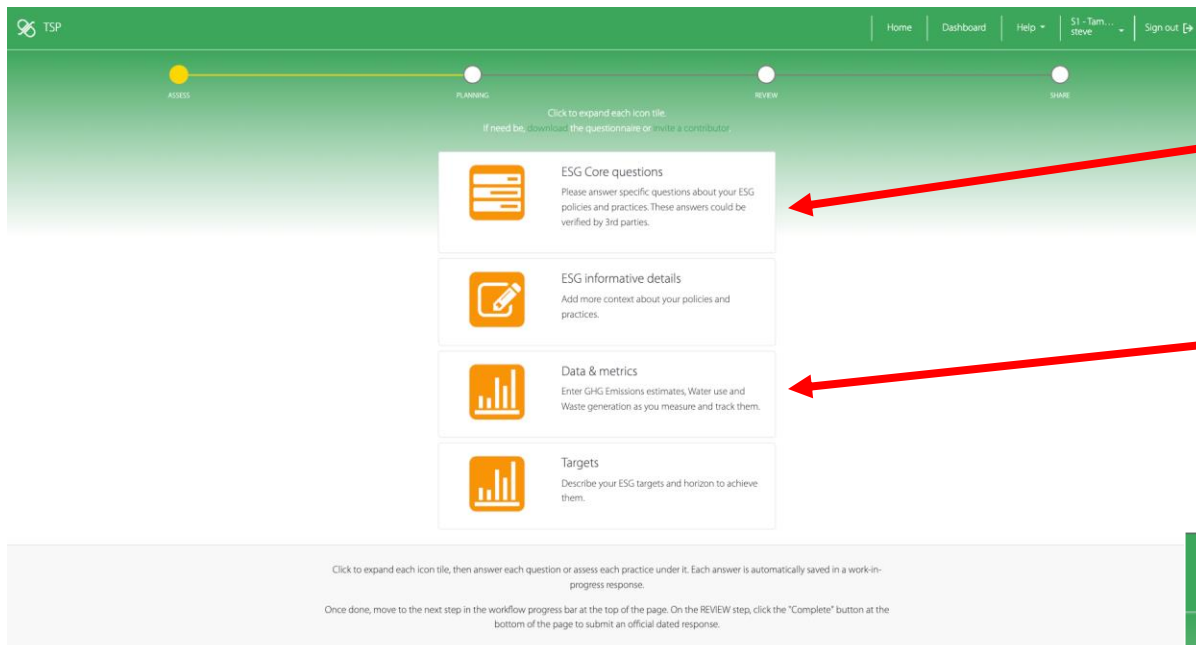 TSP
Home Dashboard Help S1 - Tam... steve Sign out
ASSESS PLANNING REVIEW SHARE
Click to expand each icon tile.
If need be, download the questionnaire or invite a contributor
ESG Core questions
Please answer specific questions about your ESG
policies and practices. These answers could be
verified by 3rd parties.
ESG informative details
Add more context about your policies and
practices.
Data & metrics
Enter GHG Emissions estimates, Water use and
Waste generation as you measure and track them.
Targets
Describe your ESG targets and horizon to achieve
them.
Click to expand each icon tile, then answer each question or assess each practice under it. Each answer is automatically saved in a work-in-
progress response.
Once done, move to the next step in the workflow progress bar at the top of the page. On the REVIEW step, click the "Complete" button at the
bottom of the page to submit an official dated response.